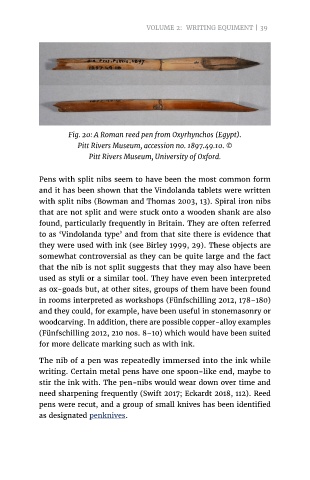 VOLUME 2: WRITING EQUIMENT | 39
Fig. 20: A Roman reed pen from Oxyrhynchos (Egypt).
Pitt Rivers Museum, accession no. 1897.49.10. ©
Pitt Rivers Museum, University of Oxford.
Pens with split nibs seem to have been the most common form
and it has been shown that the Vindolanda tablets were written
with split nibs (Bowman and Thomas 2003, 13). Spiral iron nibs
that are not split and were stuck onto a wooden shank are also
found, particularly frequently in Britain. They are often referred
to as ‘Vindolanda type’ and from that site there is evidence that
they were used with ink (see Birley 1999, 29). These objects are
somewhat controversial as they can be quite large and the fact
that the nib is not split suggests that they may also have been
used as styli or a similar tool. They have even been interpreted
as ox-goads but, at other sites, groups of them have been found
in rooms interpreted as workshops (Fünfschilling 2012, 178–180)
and they could, for example, have been useful in stonemasonry or
woodcarving. In addition, there are possible copper-alloy examples
(Fünfschilling 2012, 210 nos. 8–10) which would have been suited
for more delicate marking such as with ink.
The nib of a pen was repeatedly immersed into the ink while
writing. Certain metal pens have one spoon-like end, maybe to
stir the ink with. The pen-nibs would wear down over time and
need sharpening frequently (Swift 2017; Eckardt 2018, 112). Reed
pens were recut, and a group of small knives has been identified
as designated penknives.